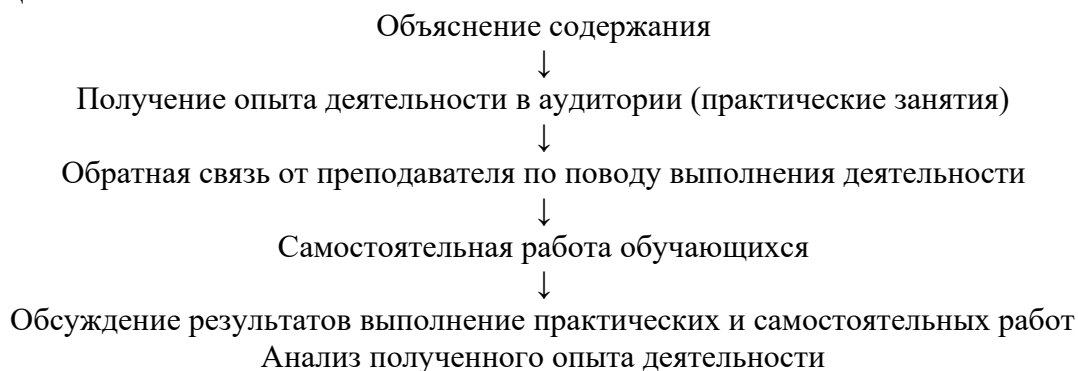 Объяснение содержания
↓
Получение опыта деятельности в аудитории (практические занятия)
↓
Обратная связь от преподавателя по поводу выполнения деятельности
↓
Самостоятельная работа обучающихся
↓
Обсуждение результатов выполнение практических и самостоятельных работ
Анализ полученного опыта деятельности